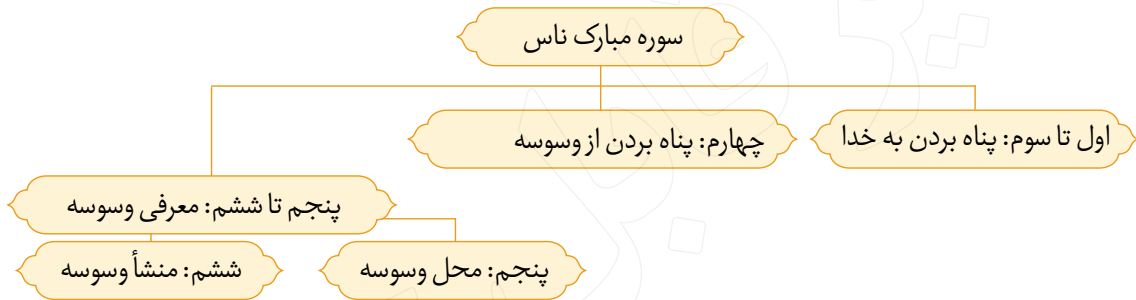 سوره مبارک ناس
اول تا سوم: پناه بردن به خدا
چهارم: پناه بردن از وسوسه
پنجم تا ششم: معرفی وسوسه
پنجم: محل وسوسه
ششم: منشأ وسوسه